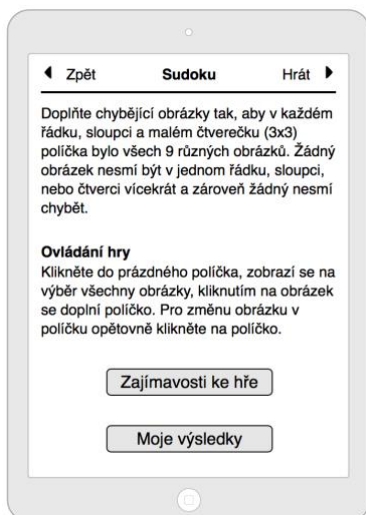 Zpět Sudoku Hrát
Doplňte chybějící obrázky tak, aby v každém
řádku, sloupci a malém čtverečku (3x3)
políčka bylo všech 9 různých obrázků. Žádný
obrázek nesmí být v jednom řádku, sloupci,
nebo čtverci vícekrát a zároveň žádný nesmí
chybět.
Ovládání hry
Klikněte do prázdného políčka, zobrazí se na
výběr všechny obrázky, kliknutím na obrázek
se doplní políčko. Pro změnu obrázku v
políčku opětovně klikněte na políčko.
Zajímavosti ke hře
Moje výsledky